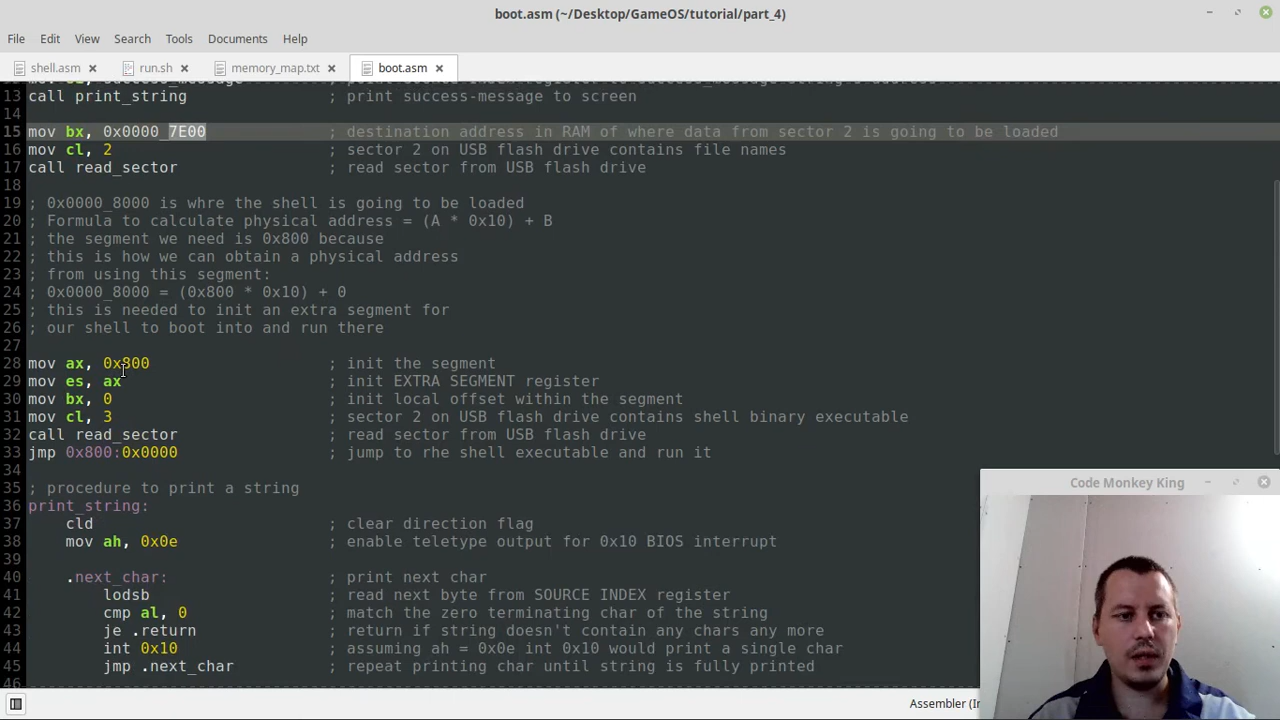 boot.asm (~/Desktop/GameOS/tutorial/part_4)
File Edit View Search Tools Documents Help
shell.asm run.sh memory_map.txt boot.asm
13 call print_string ; print success-message to screen
14
15 mov bx, 0x0000_7E00 ; destination address in RAM of where data from sector 2 is going to be loaded
16 mov cl, 2 ; sector 2 on USB flash drive contains file names
17 call read_sector ; read sector from USB flash drive
18
19 ; 0x0000_8000 is whre the shell is going to be loaded
20 ; Formula to calculate physical address = (A * 0x10) + B
21 ; the segment we need is 0x800 because
22 ; this is how we can obtain a physical address
23 ; from using this segment:
24 ; 0x0000_8000 = (0x800 * 0x10) + 0
25 ; this is needed to init an extra segment for
26 ; our shell to boot into and run there
27
28 mov ax, 0x800 ; init the segment
29 mov es, ax ; init EXTRA SEGMENT register
30 mov bx, 0 ; init local offset within the segment
31 mov cl, 3 ; sector 2 on USB flash drive contains shell binary executable
32 call read_sector ; read sector from USB flash drive
33 jmp 0x800:0x0000 ; jump to rhe shell executable and run it
34
35 ; procedure to print a string
36 print_string:
37 cld ; clear direction flag
38 mov ah, 0x0e ; enable teletype output for 0x10 BIOS interrupt
39
40 .next_char: ; print next char
41 lodsb ; read next byte from SOURCE INDEX register
42 cmp al, 0 ; match the zero terminating char of the string
43 je .return ; return if string doesn't contain any chars any more
44 int 0x10 ; assuming ah = 0x0e int 0x10 would print a single char
45 jmp .next_char ; repeat printing char until string is fully printed
46
Code Monkey King
Assembler